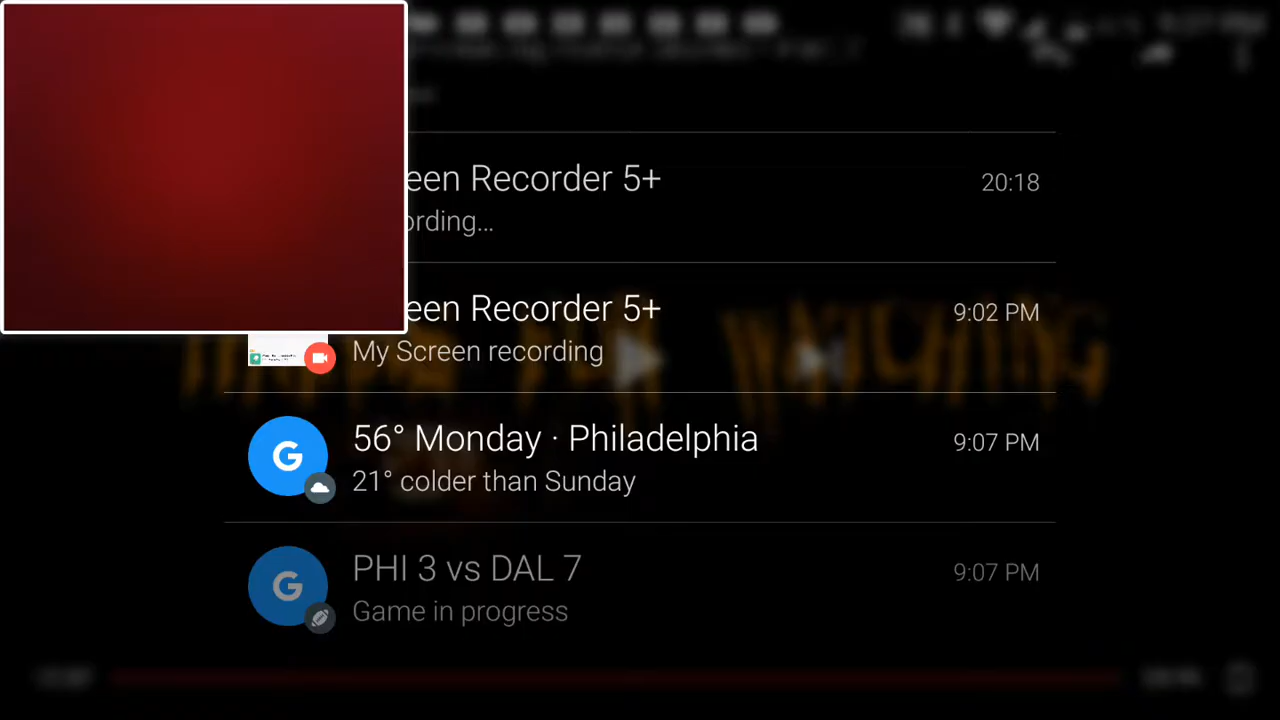 een Recorder 5+
20:18
ording...
een Recorder 5+
9:02 PM
My Screen recording
G
56° Monday · Philadelphia
9:07 PM
21° colder than Sunday
G
PHI 3 vs DAL 7
9:07 PM
Game in progress
WATCHING